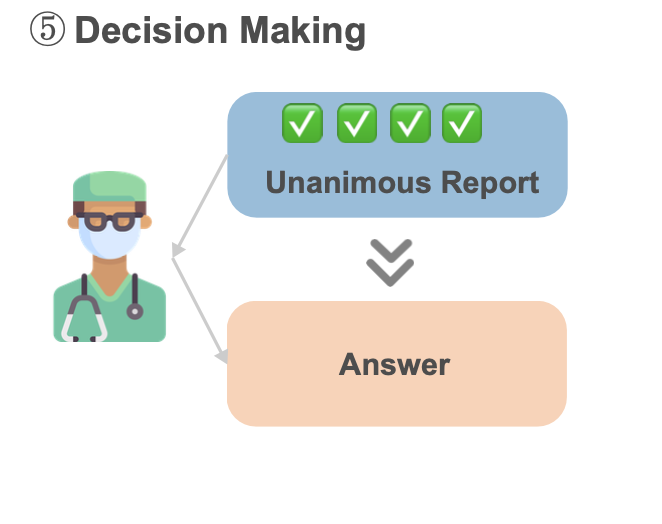 ⑤ Decision Making
✅ ✅ ✅ ✅
Unanimous Report
Answer